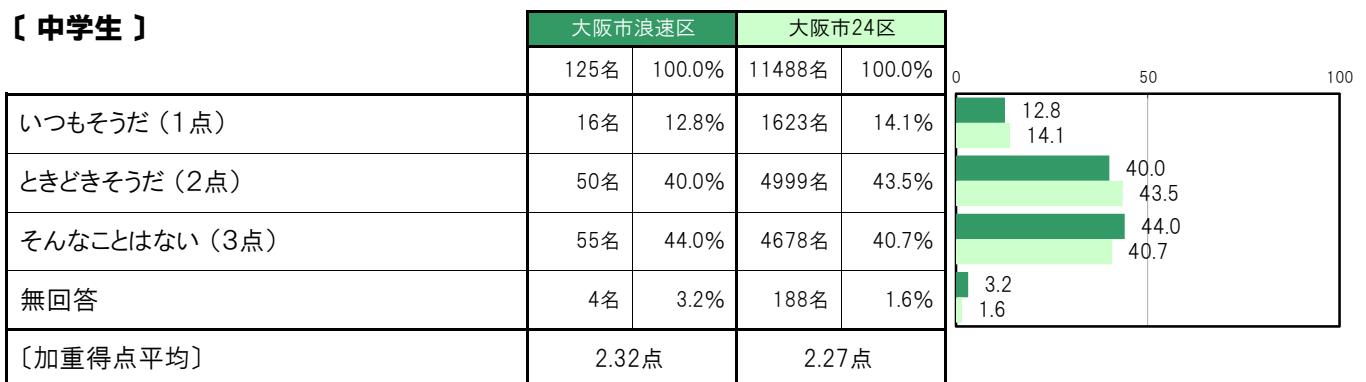 〔 中学生 〕
大阪市浪速区 大阪市24区
125名 100.0% 11488名 100.0%
0 50 100
いつもそうだ（1点） 16名 12.8% 1623名 14.1%
12.8
14.1
ときどきそうだ（2点） 50名 40.0% 4999名 43.5%
40.0
43.5
そんなことはない（3点） 55名 44.0% 4678名 40.7%
44.0
40.7
無回答 4名 3.2% 188名 1.6%
3.2
1.6
〔加重得点平均〕 2.32点 2.27点